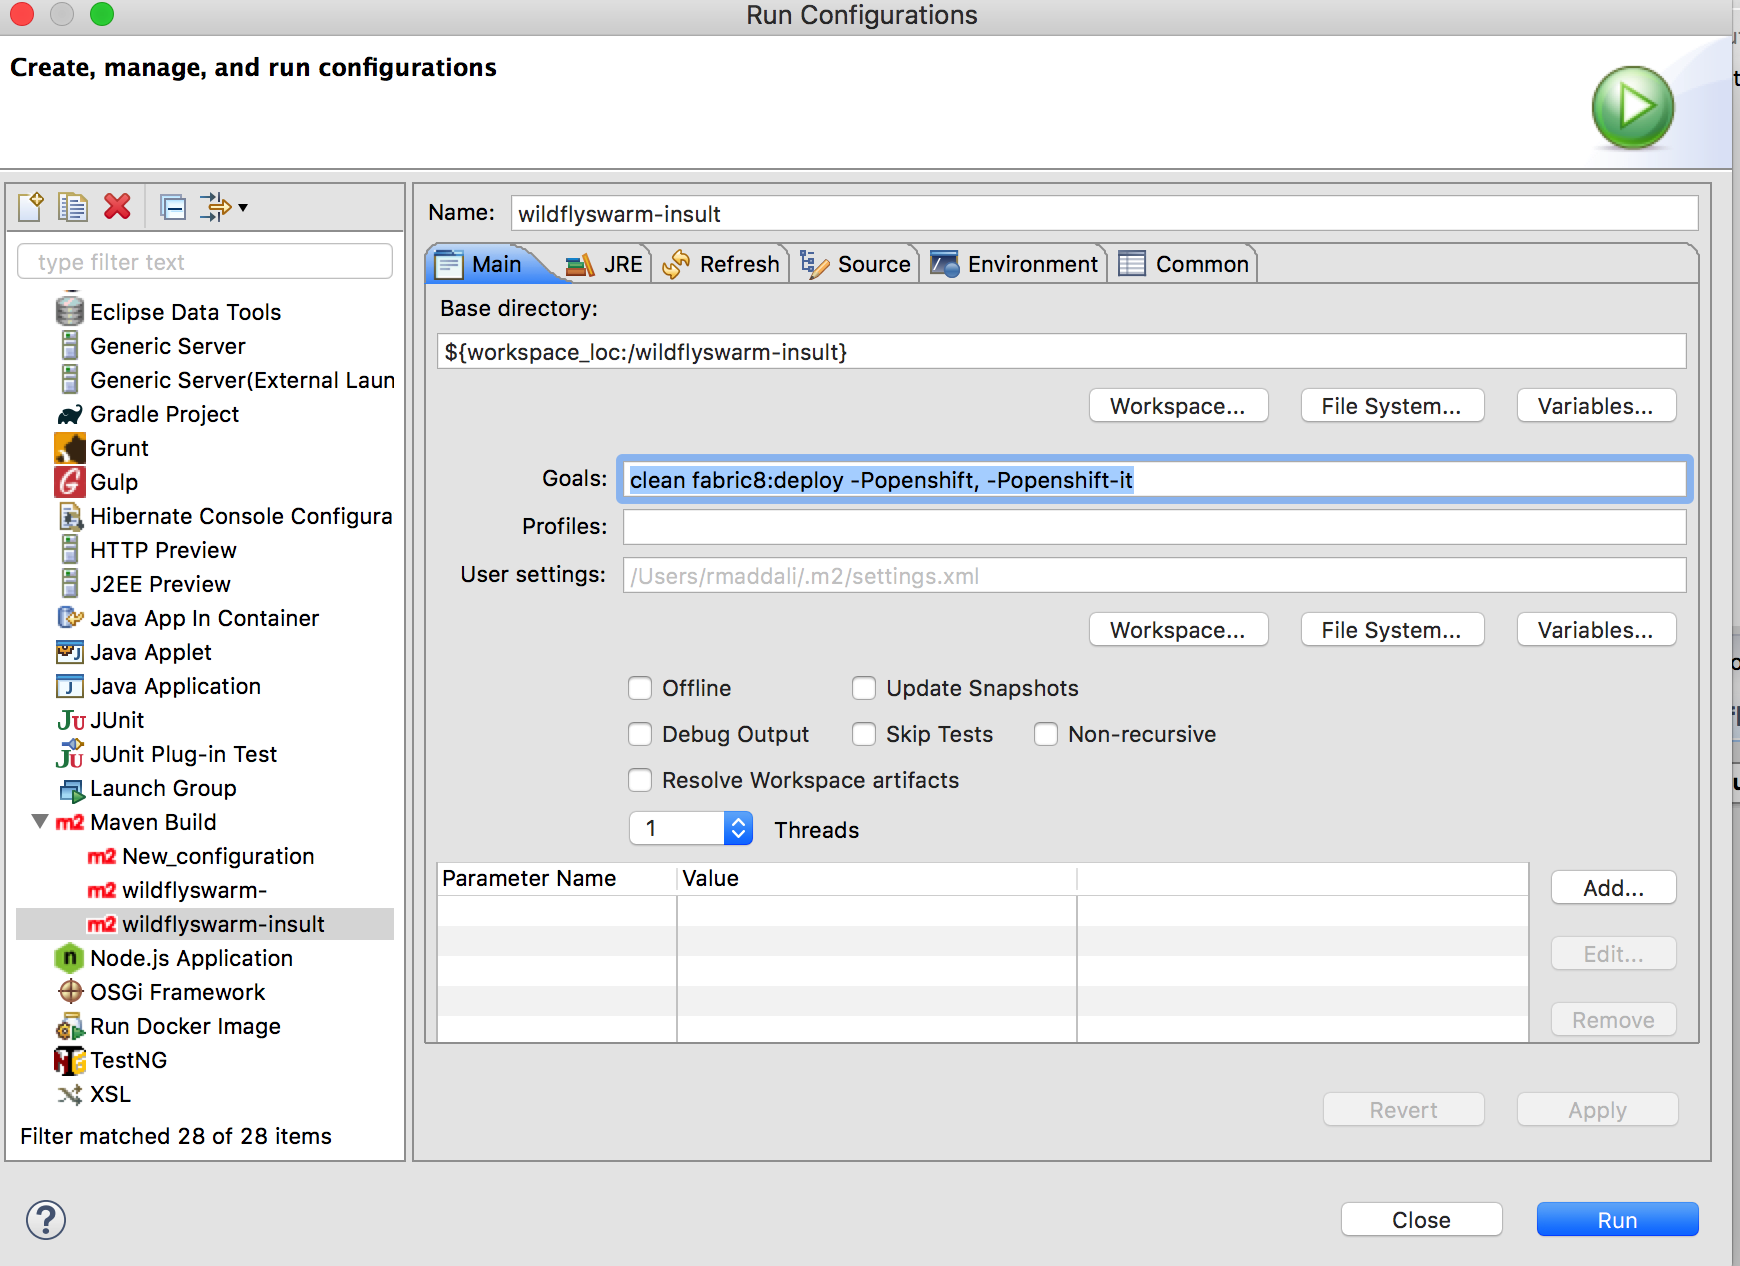 Run Configurations
Create, manage, and run configurations
type filter text
Eclipse Data Tools
Generic Server
Generic Server(External Laun
Gradle Project
Grunt
Gulp
Hibernate Console Configura
HTTP Preview
J2EE Preview
Java App In Container
Java Applet
Java Application
JUnit
JUnit Plug-in Test
Launch Group
Maven Build
New_configuration
wildflyswarm-
wildflyswarm-insult
Node.js Application
OSGi Framework
Run Docker Image
TestNG
XSL
Filter matched 28 of 28 items
Name: wildflyswarm-insult
Main JRE Refresh Source Environment Common
Base directory:
${workspace_loc:/wildflyswarm-insult}
Workspace... File System... Variables...
Goals: clean fabric8:deploy -Popenshift, -Popenshift-it
Profiles:
User settings: /Users/rmaddali/.m2/settings.xml
Workspace... File System... Variables...
Offline Update Snapshots
Debug Output Skip Tests Non-recursive
Resolve Workspace artifacts
1 Threads
Parameter Name Value
Add...
Edit...
Remove
Revert Apply
? Close Run